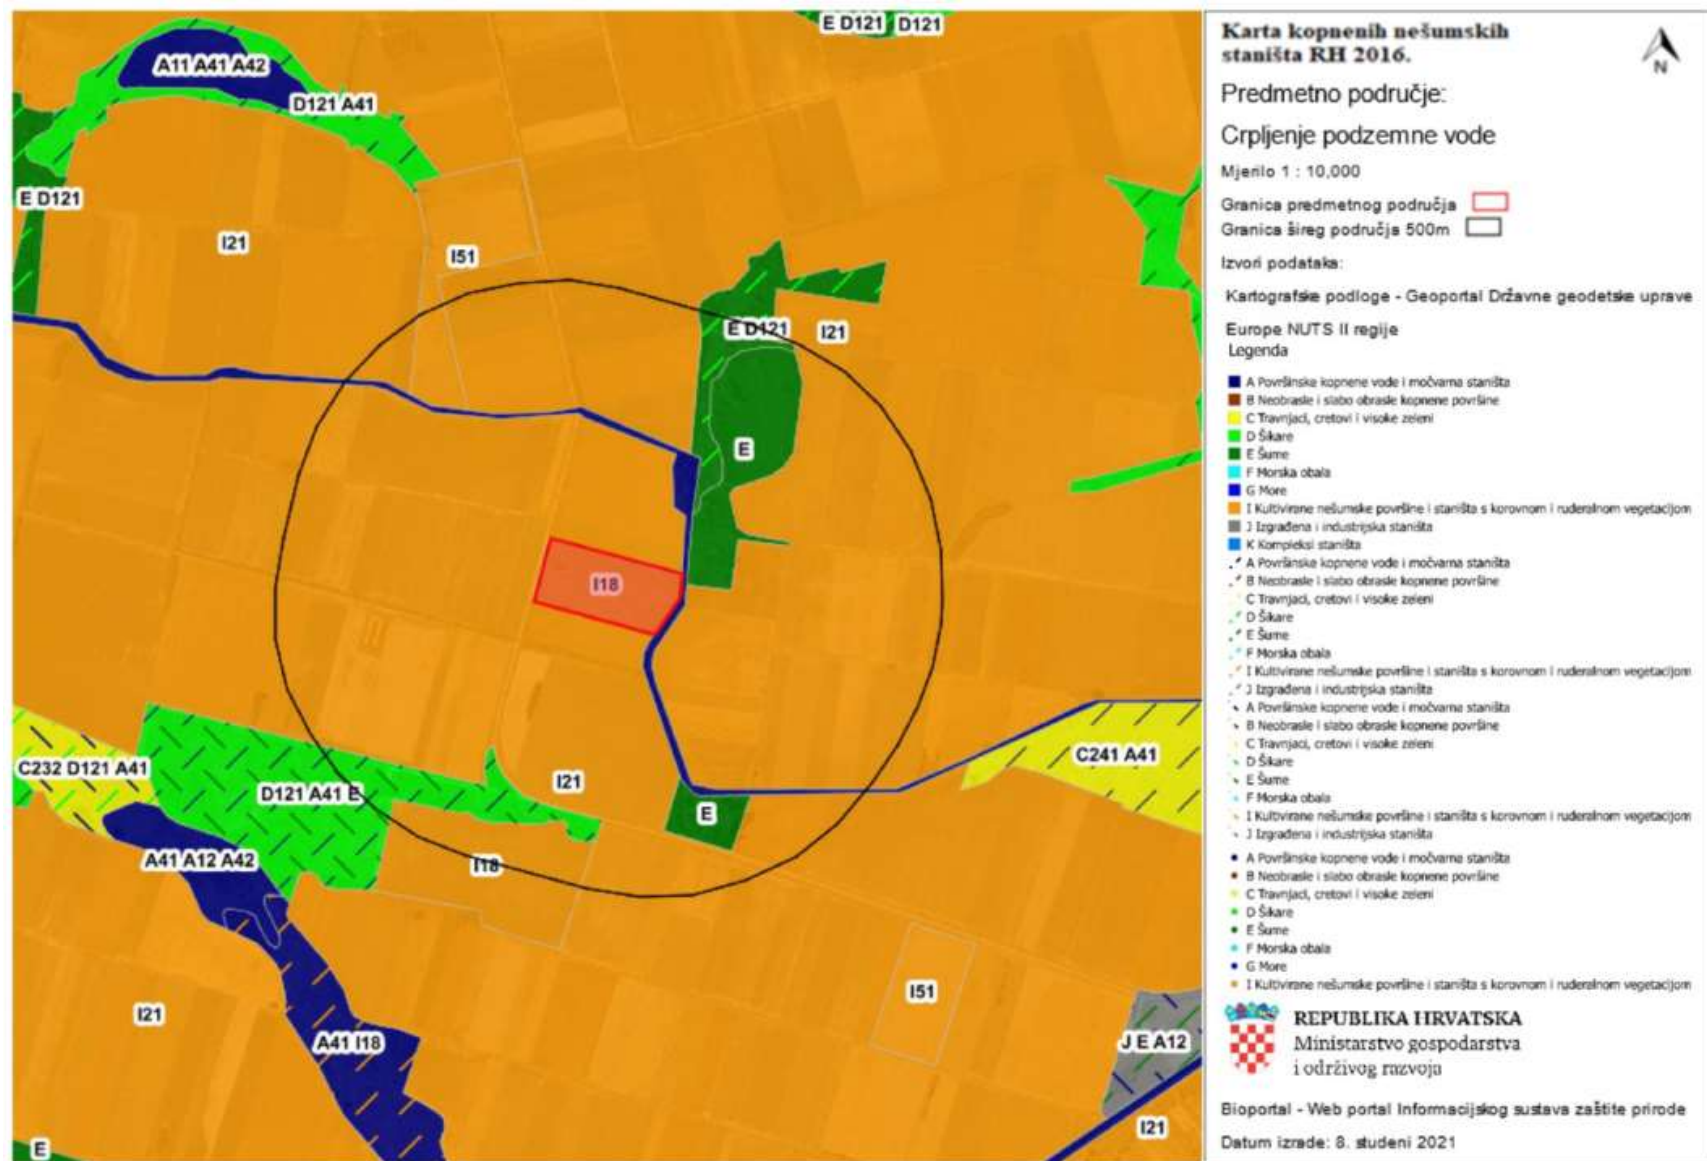 E D121
D121
A11 A41 A42
D121 A41
E D121
I21
I51
E D121
I21
E
I18
C232 D121 A41
D121 A41 E
I21
C241 A41
E
A41 A12 A42
I18
I51
I21
A41 I18
J E A12
I21
E
Karta kopnenih nešumskih
staništa RH 2016.
N
Predmetno područje:
Crpljenje podzemne vode
Mjerilo 1 : 10,000
Granica predmetnog područja
Granica šireg područja 500m
Izvori podataka:
Kartografske podloge - Geoportal Državne geodetske uprave
Europe NUTS II regije
Legenda
A Površinske kopnene vode i močvarna staništa
B Neobrasle i slabo obrasle kopnene površine
C Travnjaci, cretovi i visoke zeleni
D Šikare
E Šume
F Morska obala
G More
I Kultivirane nešumske površine i staništa s korovnom i ruderalnom vegetacijom
J Izgrađena i industrijska staništa
K Kompleksi staništa
A Površinske kopnene vode i močvarna staništa
B Neobrasle i slabo obrasle kopnene površine
C Travnjaci, cretovi i visoke zeleni
D Šikare
E Šume
F Morska obala
I Kultivirane nešumske površine i staništa s korovnom i ruderalnom vegetacijom
J Izgrađena i industrijska staništa
A Površinske kopnene vode i močvarna staništa
B Neobrasle i slabo obrasle kopnene površine
C Travnjaci, cretovi i visoke zeleni
D Šikare
E Šume
F Morska obala
I Kultivirane nešumske površine i staništa s korovnom i ruderalnom vegetacijom
J Izgrađena i industrijska staništa
A Površinske kopnene vode i močvarna staništa
B Neobrasle i slabo obrasle kopnene površine
C Travnjaci, cretovi i visoke zeleni
D Šikare
E Šume
F Morska obala
G More
I Kultivirane nešumske površine i staništa s korovnom i ruderalnom vegetacijom
REPUBLIKA HRVATSKA
Ministarstvo gospodarstva
i održivog razvoja
Bioportal - Web portal Informacijskog sustava zaštite prirode
Datum izrade: 8. studeni 2021